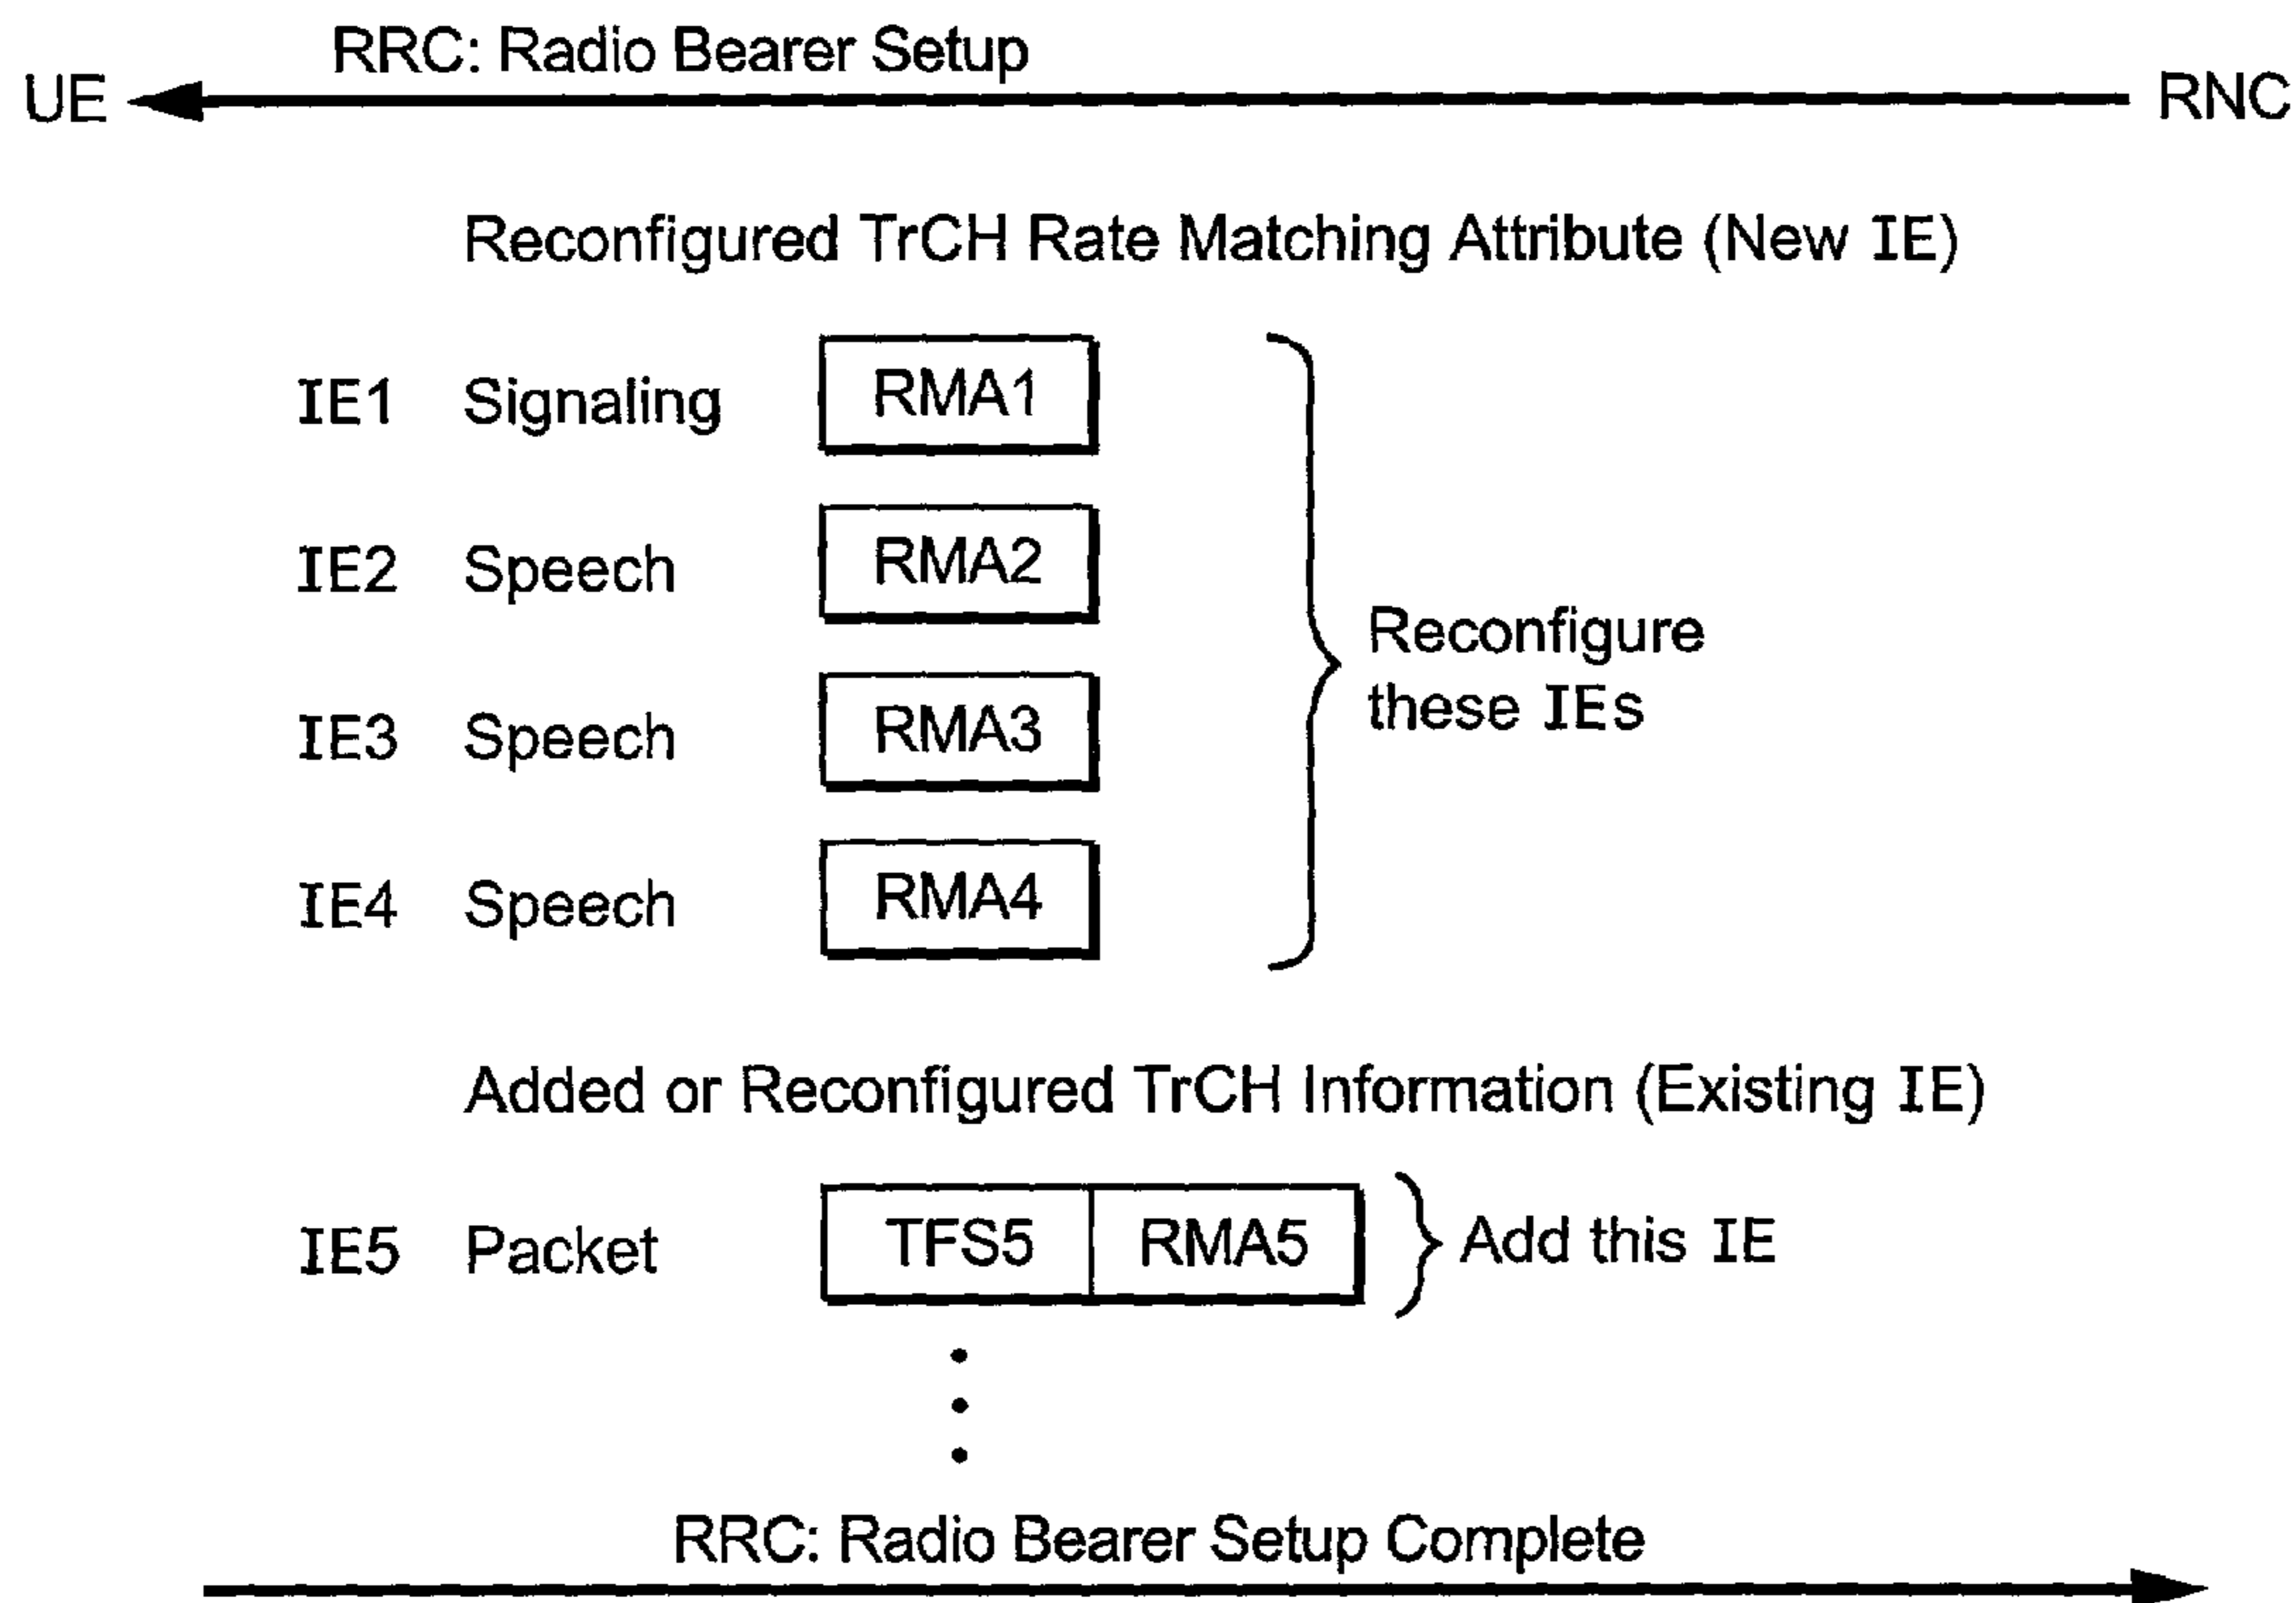 RRC: Radio Bearer Setup
UE
RNC
Reconfigured TrCH Rate Matching Attribute (New IE)
IE1 Signaling RMA1
IE2 Speech RMA2
Reconfigure
these IEs
IE3 Speech RMA3
IE4 Speech RMA4
Added or Reconfigured TrCH Information (Existing IE)
IE5 Packet TFS5 RMA5 Add this IE
RRC: Radio Bearer Setup Complete